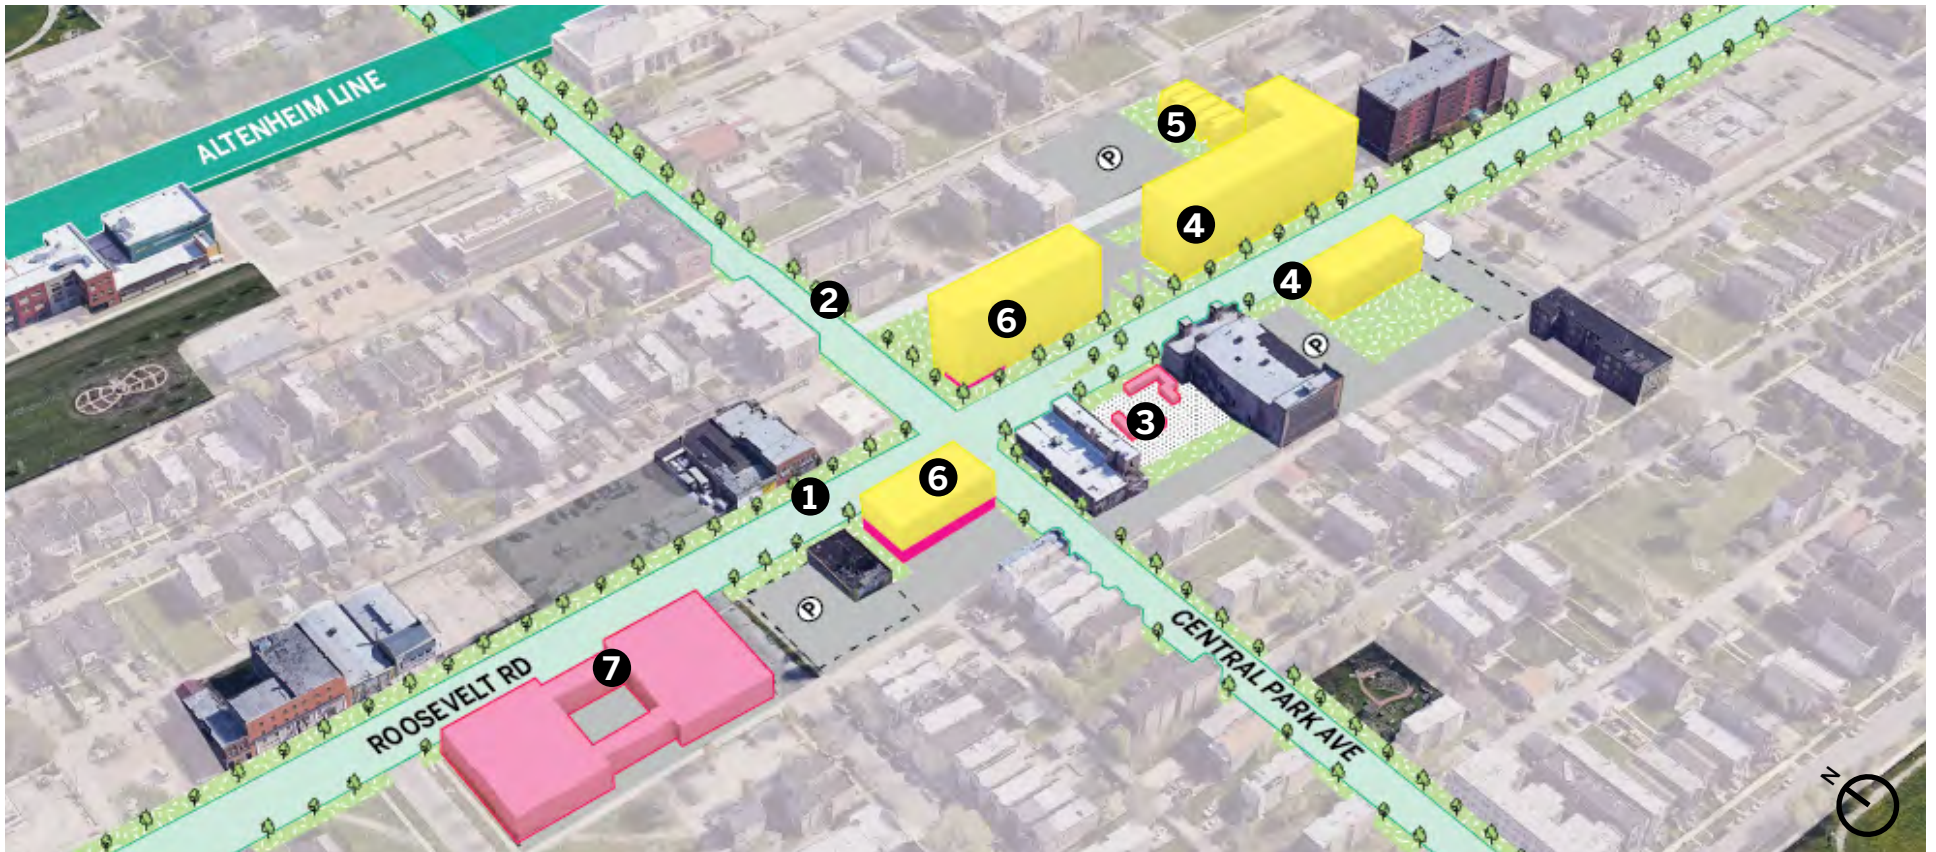 ALTENHEIM LINE
5
P
4
2
4
6
P
3
6
1
P
7
ROOSEVELT RD
CENTRAL PARK AVE
N